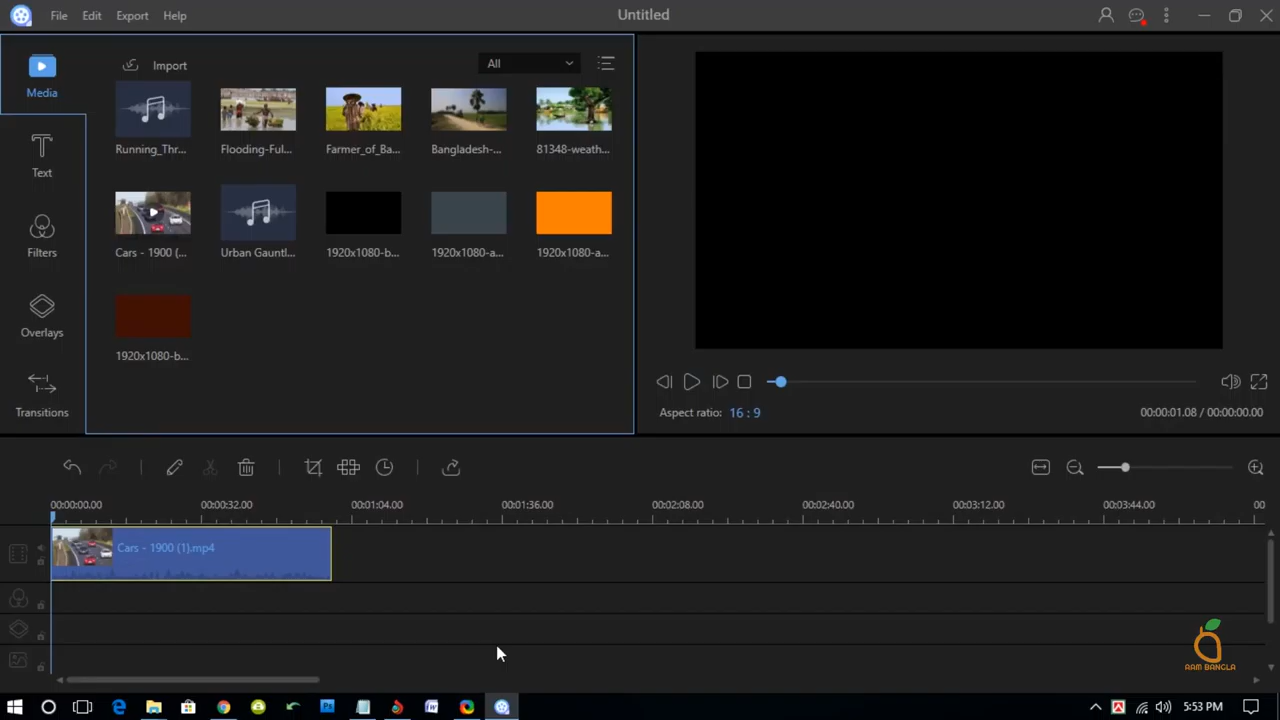 File Edit Export Help
Untitled
Media
Import
All
Text
Running_Thr...
Flooding-Ful...
Farmer_of_Ba...
Bangladesh-...
81348-weath...
Filters
Cars - 1900 (...
Urban Gauntl...
1920x1080-b...
1920x1080-a...
1920x1080-a...
Overlays
1920x1080-b...
Transitions
Aspect ratio: 16 : 9
00:00:01.08 / 00:00:00.00
00:00:00.00 00:00:32.00 00:01:04.00 00:01:36.00 00:02:08.00 00:02:40.00 00:03:12.00 00:03:44.00 00
Cars - 1900 (1).mp4
AAM BANGLA
5:53 PM